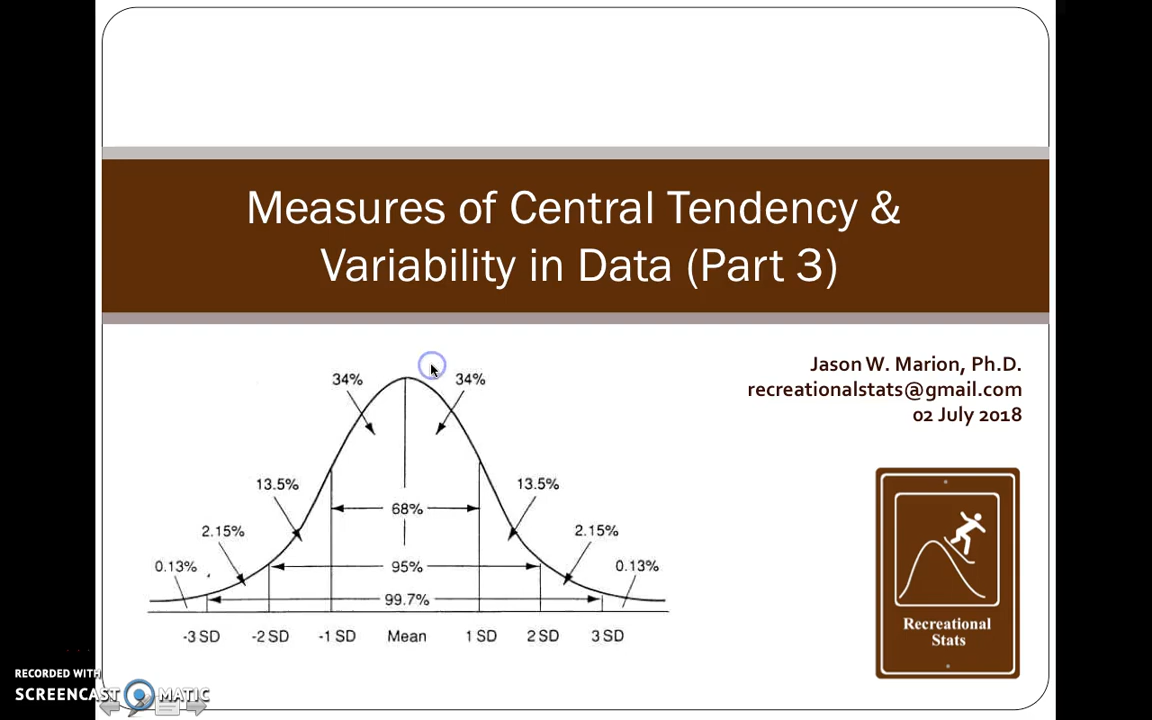 Measures of Central Tendency &
Variability in Data (Part 3)
Jason W. Marion, Ph.D.
recreationalstats@gmail.com
02 July 2018
34%
34%
13.5%
13.5%
68%
2.15%
2.15%
0.13%
95%
0.13%
99.7%
-3 SD -2 SD -1 SD Mean 1 SD 2 SD 3 SD
Recreational
Stats
RECORDED WITH
SCREENCAST MATIC